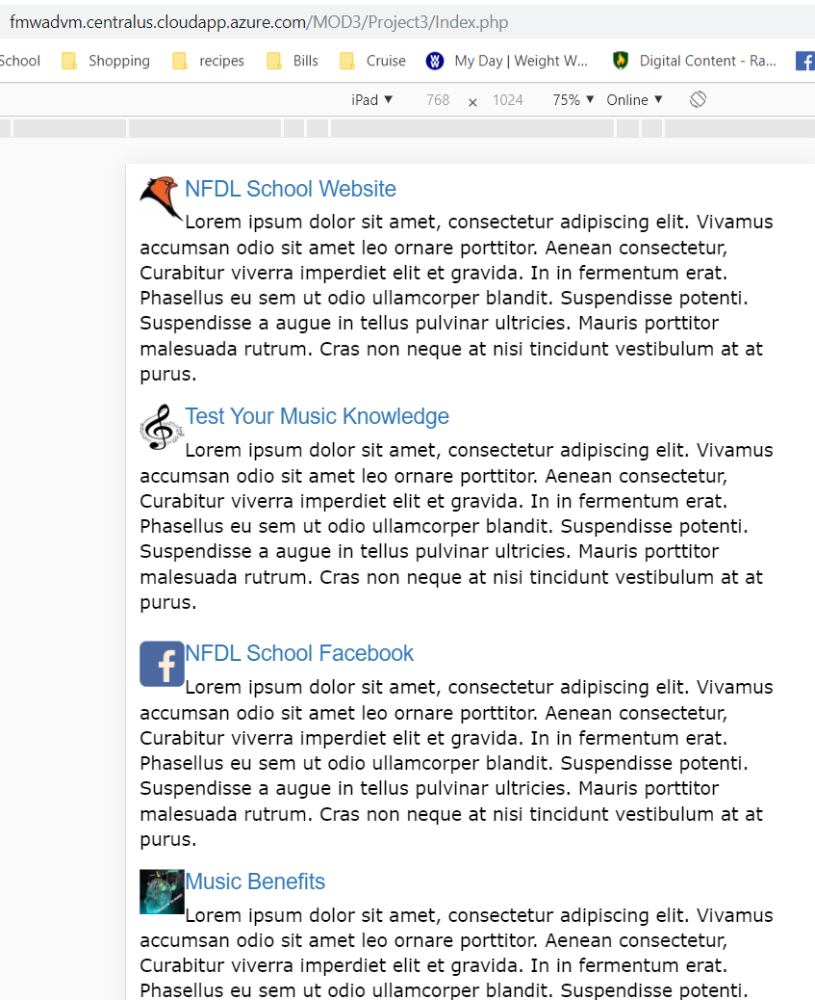 fmwadvm.centralus.cloudapp.azure.com/MOD3/Project3/Index.php
School Shopping recipes Bills Cruise My Day | Weight W... Digital Content - Ra...
iPad ▼ 768 × 1024 75% ▼ Online ▼
NFDL School Website
Lorem ipsum dolor sit amet, consectetur adipiscing elit. Vivamus
accumsan odio sit amet leo ornare porttitor. Aenean consectetur,
Curabitur viverra imperdiet elit et gravida. In in fermentum erat.
Phasellus eu sem ut odio ullamcorper blandit. Suspendisse potenti.
Suspendisse a augue in tellus pulvinar ultricies. Mauris porttitor
malesuada rutrum. Cras non neque at nisi tincidunt vestibulum at at
purus.
Test Your Music Knowledge
Lorem ipsum dolor sit amet, consectetur adipiscing elit. Vivamus
accumsan odio sit amet leo ornare porttitor. Aenean consectetur,
Curabitur viverra imperdiet elit et gravida. In in fermentum erat.
Phasellus eu sem ut odio ullamcorper blandit. Suspendisse potenti.
Suspendisse a augue in tellus pulvinar ultricies. Mauris porttitor
malesuada rutrum. Cras non neque at nisi tincidunt vestibulum at at
purus.
NFDL School Facebook
Lorem ipsum dolor sit amet, consectetur adipiscing elit. Vivamus
accumsan odio sit amet leo ornare porttitor. Aenean consectetur,
Curabitur viverra imperdiet elit et gravida. In in fermentum erat.
Phasellus eu sem ut odio ullamcorper blandit. Suspendisse potenti.
Suspendisse a augue in tellus pulvinar ultricies. Mauris porttitor
malesuada rutrum. Cras non neque at nisi tincidunt vestibulum at at
purus.
Music Benefits
Lorem ipsum dolor sit amet, consectetur adipiscing elit. Vivamus
accumsan odio sit amet leo ornare porttitor. Aenean consectetur,
Curabitur viverra imperdiet elit et gravida. In in fermentum erat.
Phasellus eu sem ut odio ullamcorper blandit. Suspendisse potenti.